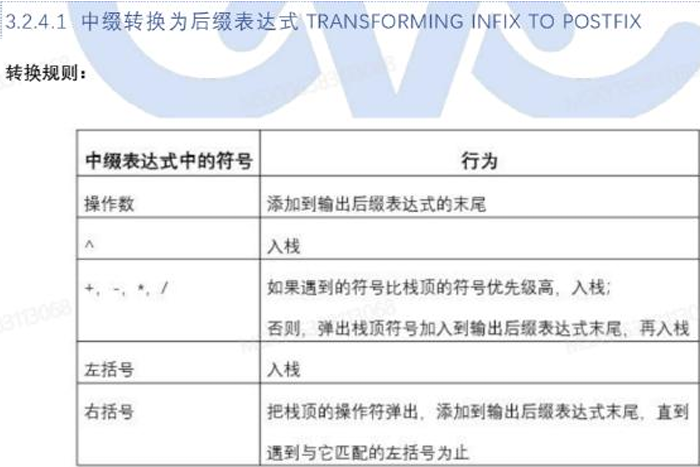 3.2.4.1 中缀转换为后缀表达式 TRANSFORMING INFIX TO POSTFIX
转换规则：
中缀表达式中的符号 行为
操作数 添加到输出后缀表达式的末尾
^ 入栈
+，-，*，/ 如果遇到的符号比栈顶的符号优先级高，入栈；
否则，弹出栈顶符号加入到输出后缀表达式末尾，再入栈
左括号 入栈
右括号 把栈顶的操作符弹出，添加到输出后缀表达式末尾，直到
遇到与它匹配的左括号为止